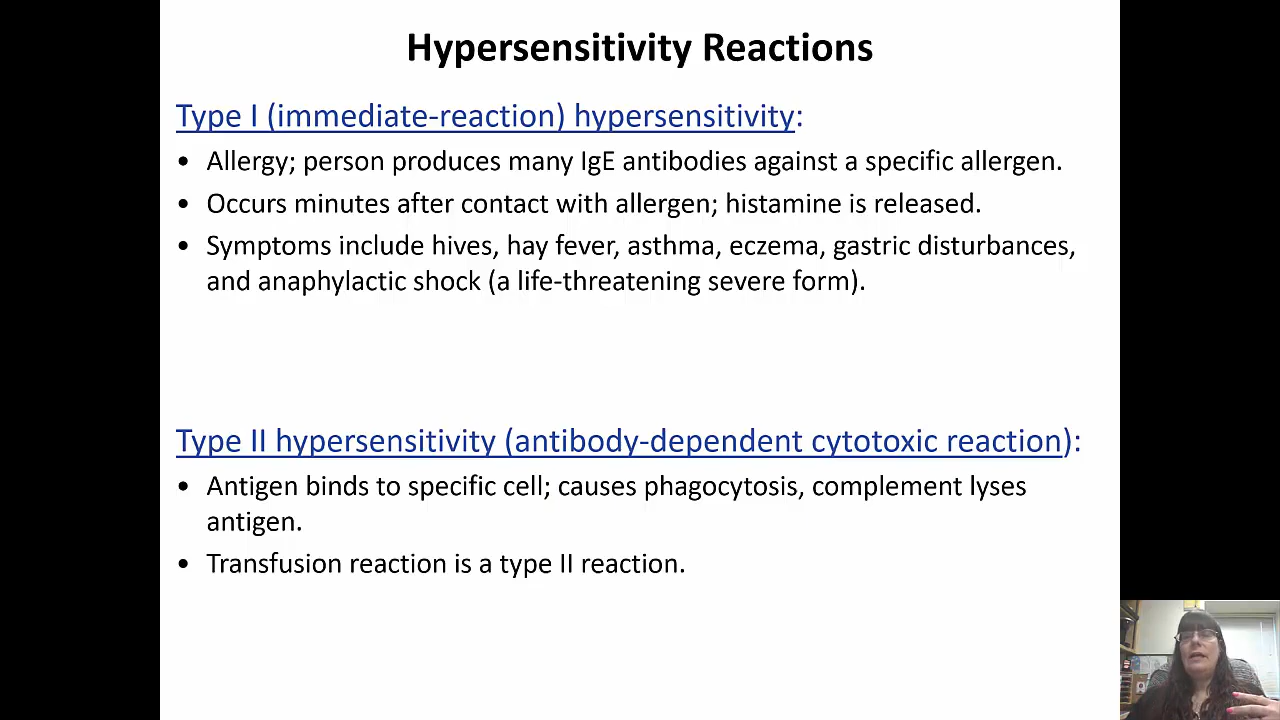 Hypersensitivity Reactions
Type I (immediate-reaction) hypersensitivity:
• Allergy; person produces many IgE antibodies against a specific allergen.
• Occurs minutes after contact with allergen; histamine is released.
• Symptoms include hives, hay fever, asthma, eczema, gastric disturbances,
and anaphylactic shock (a life-threatening severe form).
Type II hypersensitivity (antibody-dependent cytotoxic reaction):
• Antigen binds to specific cell; causes phagocytosis, complement lyses
antigen.
• Transfusion reaction is a type II reaction.